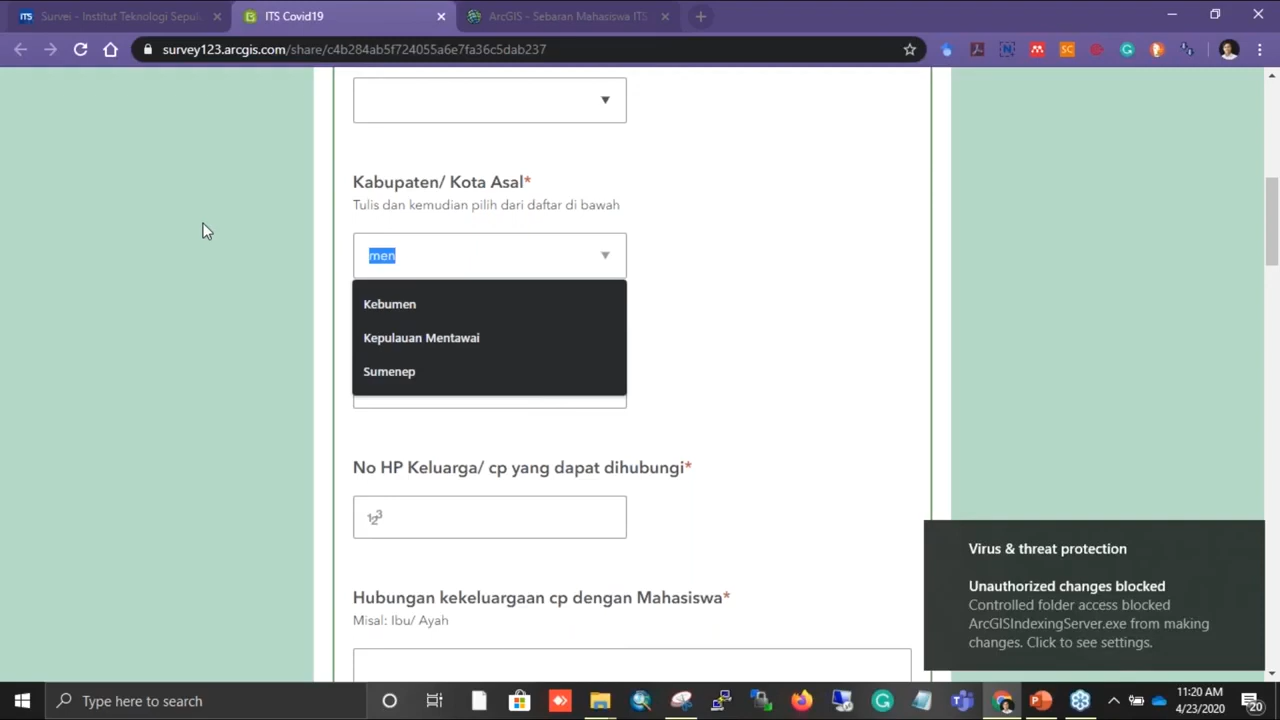 Survei - Institut Teknologi Sepul
ITS Covid19
ArcGIS - Sebaran Mahasiswa ITS
survey123.arcgis.com/share/c4b284ab5f724055a6e7fa36c5dab237
Kabupaten/ Kota Asal*
Tulis dan kemudian pilih dari daftar di bawah
men
Kebumen
Kepulauan Mentawai
Sumenep
No HP Keluarga/ cp yang dapat dihubungi*
123
Hubungan kekeluargaan cp dengan Mahasiswa*
Misal: Ibu/ Ayah
Virus & threat protection
Unauthorized changes blocked
Controlled folder access blocked
ArcGISIndexingServer.exe from making
changes. Click to see settings.
Type here to search
11:20 AM
4/23/2020
20